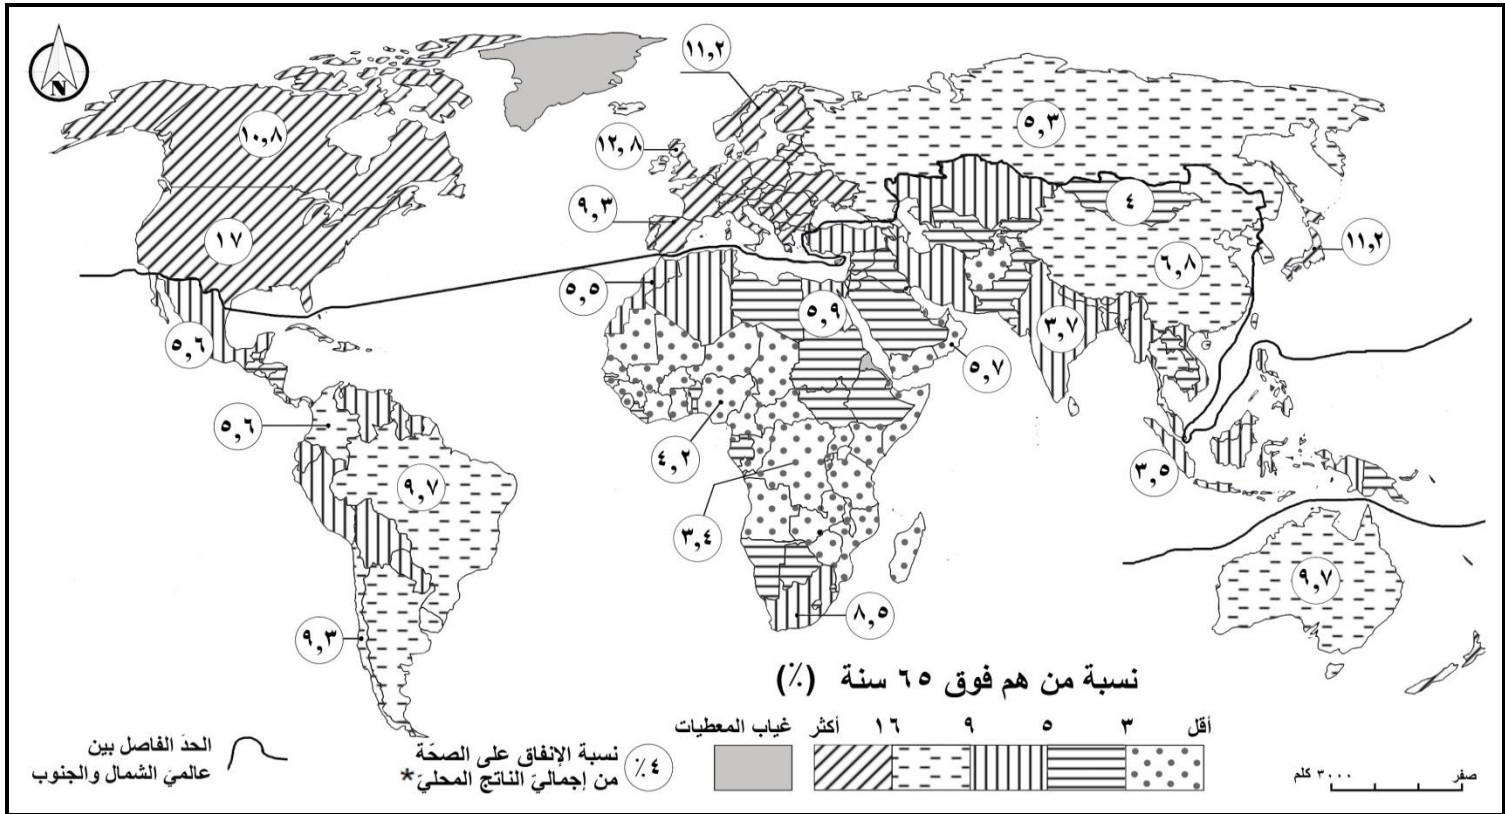 N
١١,٢
١٠,٨
٥,٣
١٢,٨
٤
٩,٣
١٧
١١,٢
٦,٨
٥,٥
٥,٩
٣,٧
٥,٦
٥,٧
٥,٦
٤,٢
٣,٥
٩,٧
٣,٤
٩,٧
٨,٥
٩,٣
نسبة من هم فوق ٦٥ سنة (٪)
أقل ٣ ٥ ٩ ١٦ أكثر غياب المعطيات
٤٪
نسبة الإنفاق على الصحّة
من إجماليّ الناتج المحليّ*
الحدّ الفاصل بين
عالميّ الشمال والجنوب
صفر ٣٠٠٠ كلم